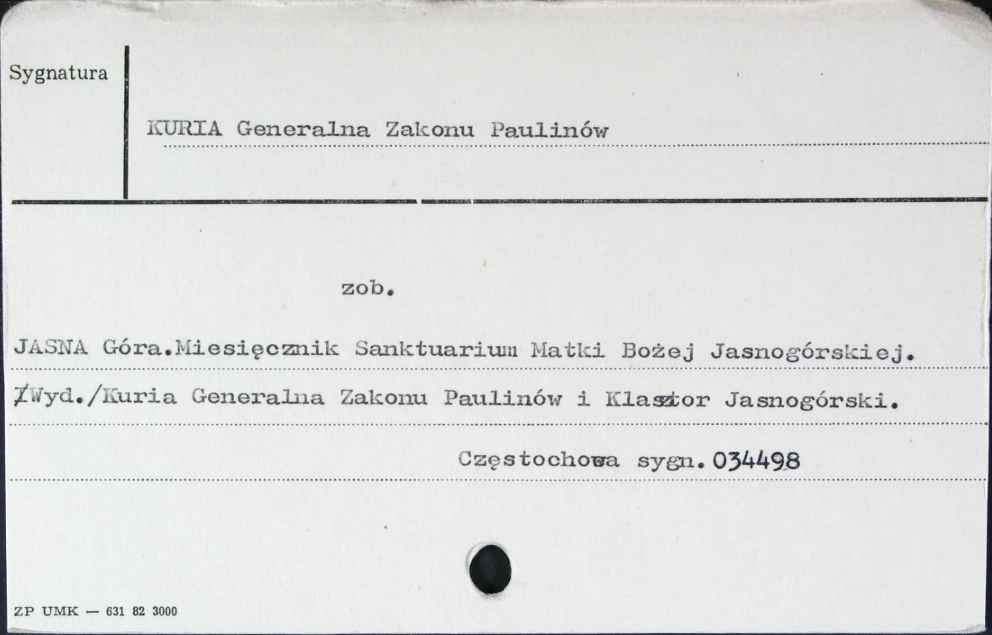 Sygnatura
KURIA Generalna Zakonu Paulinów
zob.
JASNA Góra.Miesięcznik Sanktuarium Matki Bożej Jasnogórskiej.
/Wyd./Kuria Generalna Zakonu Paulinów i Klasztor Jasnogórski.
Częstochowa sygn. 034498
ZP UMK — 631 82 3000